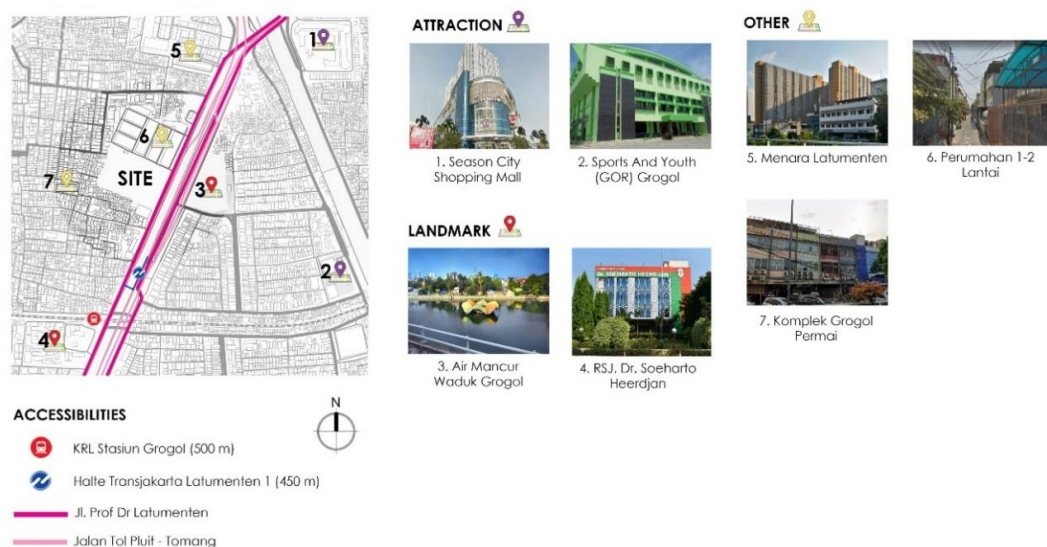 1
5
6
7
SITE
3
2
4
ACCESSIBILITIES
N
KRL Stasiun Grogol (500 m)
Halte Transjakarta Latumenten 1 (450 m)
Jl. Prof Dr Latumenten
Jalan Tol Pluit - Tomang
ATTRACTION
1. Season City
Shopping Mall
2. Sports And Youth
(GOR) Grogol
LANDMARK
3. Air Mancur
Waduk Grogol
4. RSJ. Dr. Soeharto
Heerdjan
OTHER
5. Menara Latumenten
6. Perumahan 1-2
Lantai
7. Komplek Grogol
Permai